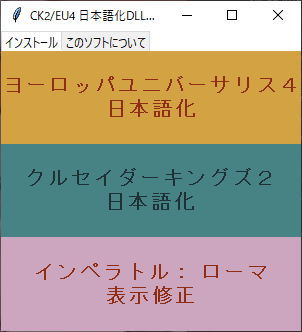 CK2/EU4 日本語化DLL...
インストール このソフトについて
ヨーロッパユニバーサリス4
日本語化
クルセイダーキングズ2
日本語化
インペラトル： ローマ
表示修正